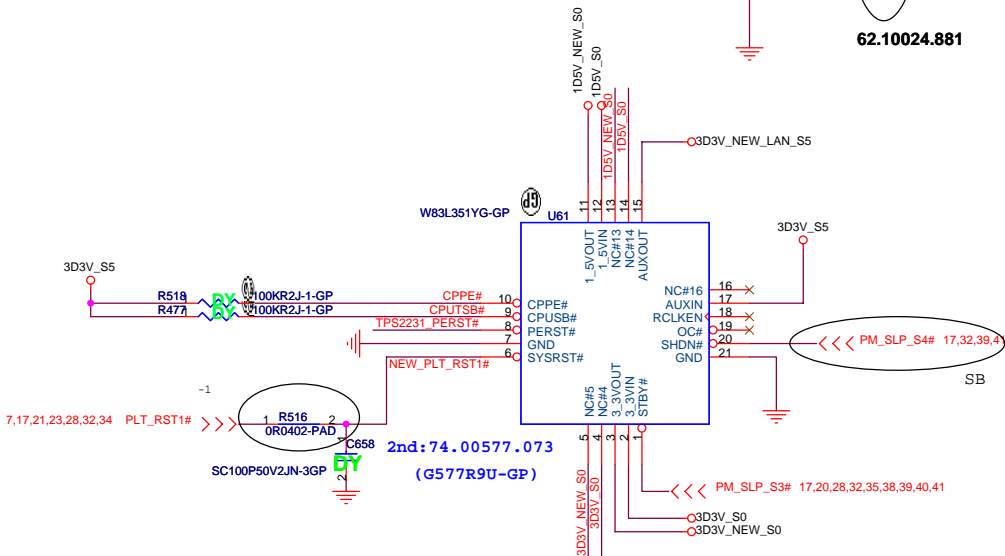 62.10024.881
1D5V_NEW_S0
1D5V_S0
1D5V_NEW_S0
1D5V_S0
3D3V_NEW_LAN_S5
GP
W83L351YG-GP
U61
11
12
13
14
15
1_5VOUT
1_5VIN
NC#13
NC#14
AUXOUT
3D3V_S5
3D3V_S5
R518
DY
100KR2J-1-GP
CPPE#
10
CPPE#
R477
DY
100KR2J-1-GP
CPUTSB#
9
CPUSB#
TPS2231_PERST#
8
PERST#
7
GND
NEW_PLT_RST1#
6
SYSRST#
NC#16
16
AUXIN
17
RCLKEN
18
OC#
19
SHDN#
20
PM_SLP_S4# 17,32,39,41
GND
21
SB
NC#5
NC#4
3_3VOUT
3_3VIN
STBY#
5
4
3
2
1
-1
7,17,21,23,28,32,34 PLT_RST1#
1
R516
2
0R0402-PAD
1
C658
DY
SC100P50V2JN-3GP
2
2nd:74.00577.073
(G577R9U-GP)
3D3V_NEW_S0
3D3V_S0
PM_SLP_S3# 17,20,28,32,35,38,39,40,41
3D3V_S0
3D3V_NEW_S0